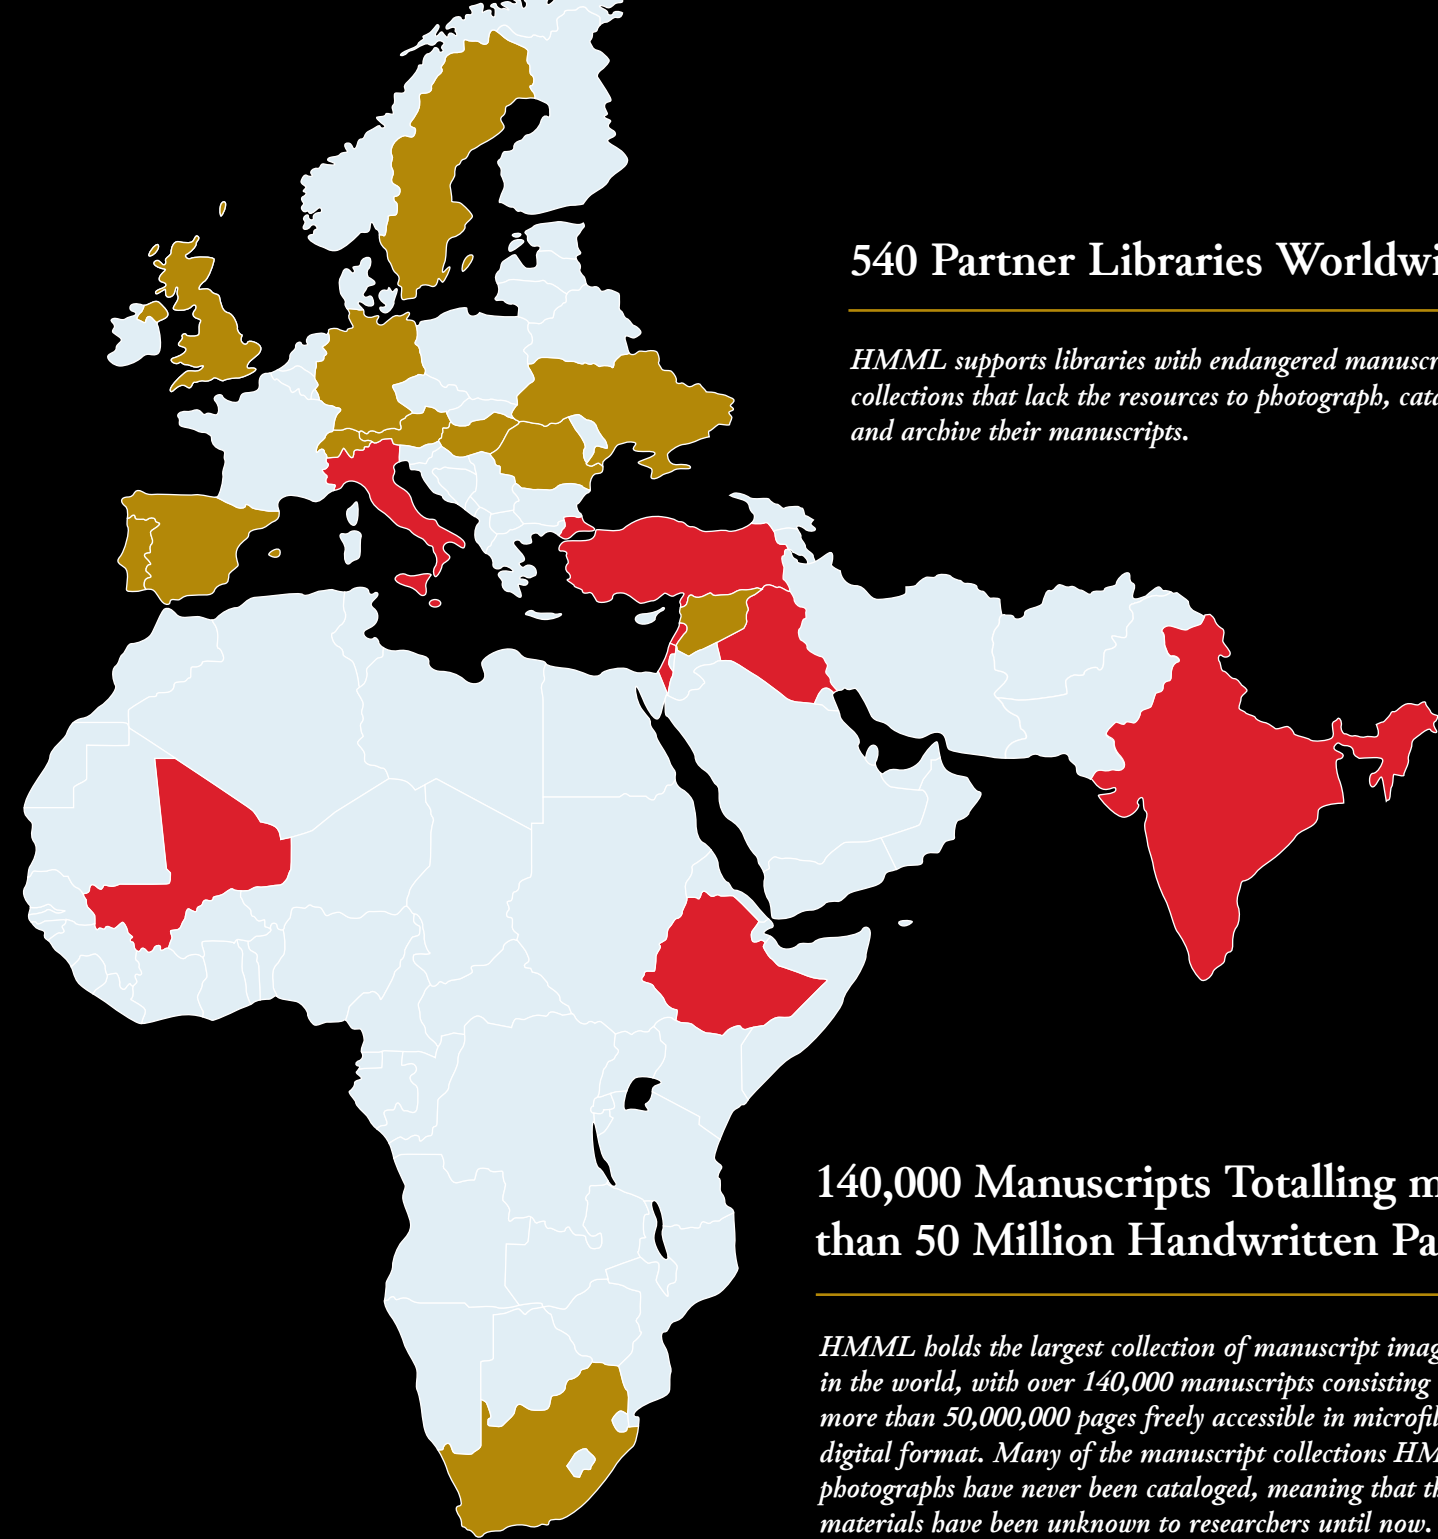 540 Partner Libraries Worldwi
HMML supports libraries with endangered manuscr
collections that lack the resources to photograph, cata
and archive their manuscripts.
140,000 Manuscripts Totalling m
than 50 Million Handwritten Pa
HMML holds the largest collection of manuscript imag
in the world, with over 140,000 manuscripts consisting
more than 50,000,000 pages freely accessible in microfil
digital format. Many of the manuscript collections HM
photographs have never been cataloged, meaning that th
materials have been unknown to researchers until now.